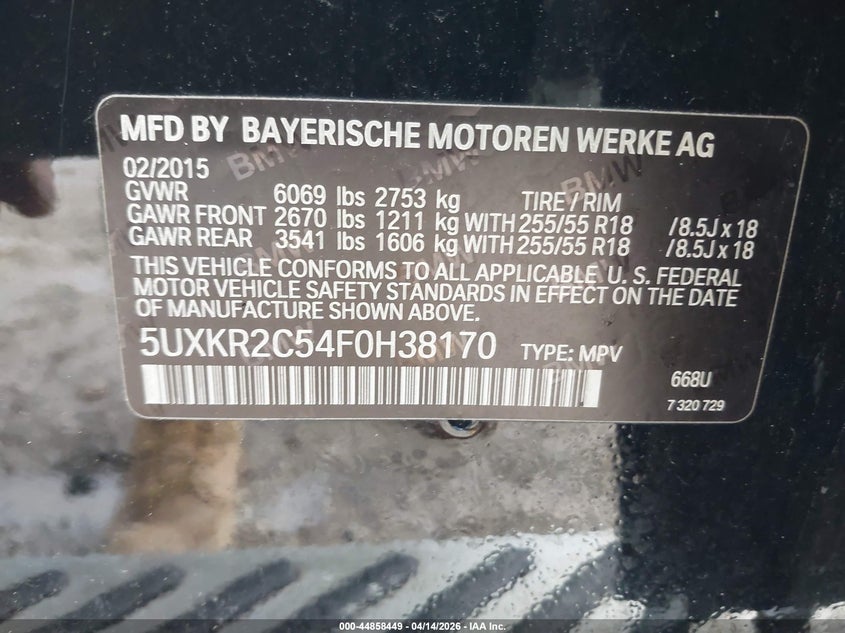 MFD BY BAYERISCHE MOTOREN WERKE AG
02/2015
GVWR 6069 lbs 2753 kg TIRE / RIM
GAWR FRONT 2670 lbs 1211 kg WITH 255/55 R18 /8.5J x 18
GAWR REAR 3541 lbs 1606 kg WITH 255/55 R18 /8.5J x 18
THIS VEHICLE CONFORMS TO ALL APPLICABLE U. S. FEDERAL
MOTOR VEHICLE SAFETY STANDARDS IN EFFECT ON THE DATE
OF MANUFACTURE SHOWN ABOVE.
5UXKR2C54F0H38170 TYPE: MPV
668U
7 320 729
000-44858449 - 04/14/2026 - IAA Inc.